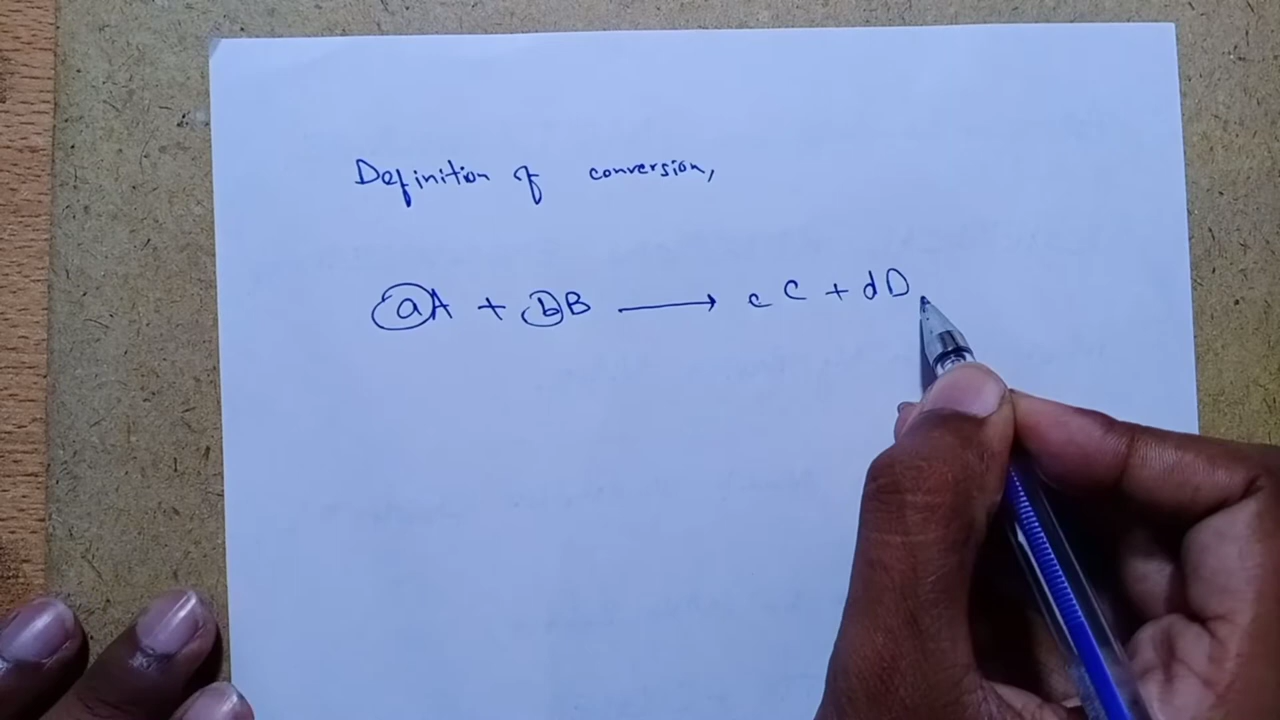 Definition of conversion,
aA + bB ⟶ cC + dD